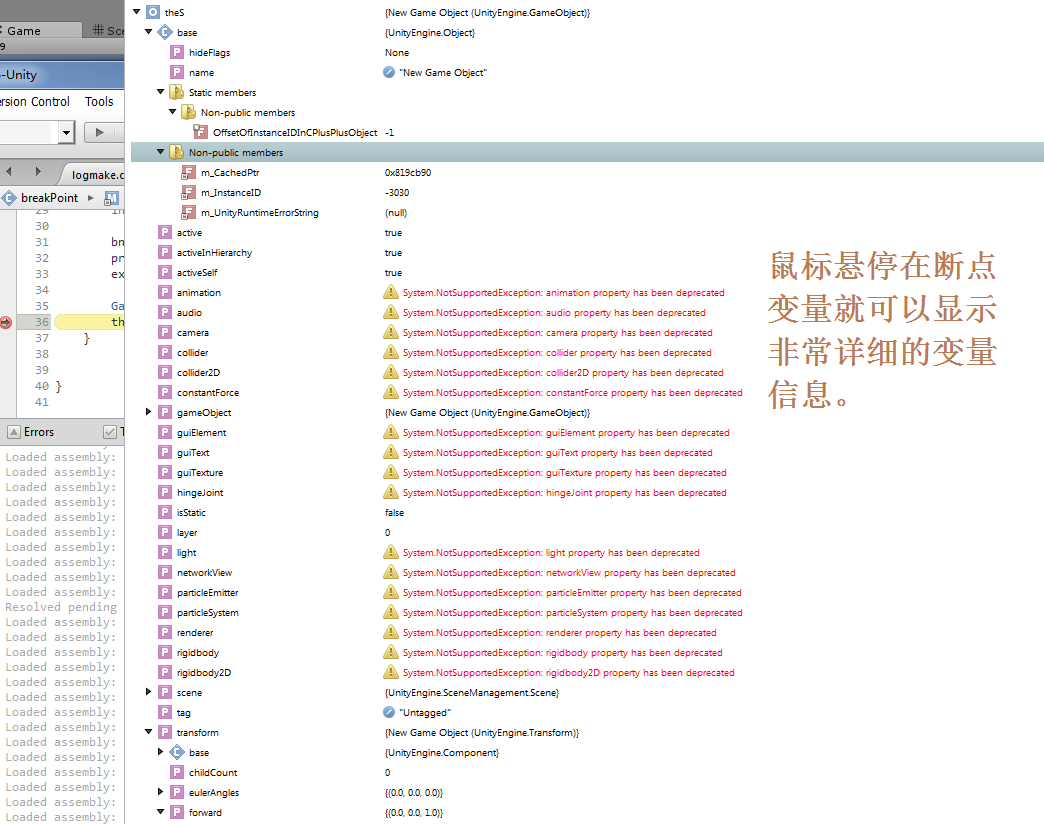 Game
# Sce
9
-Unity
ersion Control Tools
logmake.c
breakPoint
29 in
30
31 bn
32 pr
33 ex
34
35 Ga
36 th
37 }
38
39
40 }
41
Errors
Loaded assembly:
Loaded assembly:
Loaded assembly:
Loaded assembly:
Loaded assembly:
Loaded assembly:
Loaded assembly:
Loaded assembly:
Loaded assembly:
Loaded assembly:
Resolved pending
Loaded assembly:
Loaded assembly:
Loaded assembly:
Loaded assembly:
Loaded assembly:
Loaded assembly:
Loaded assembly:
Loaded assembly:
Loaded assembly:
Loaded assembly:
Loaded assembly:
Loaded assembly:
Loaded assembly:
Loaded assembly:
theS {New Game Object (UnityEngine.GameObject)}
base {UnityEngine.Object}
hideFlags None
name "New Game Object"
Static members
Non-public members
OffsetOfInstanceIDInCPlusPlusObject -1
Non-public members
m_CachedPtr 0x819cb90
m_InstanceID -3030
m_UnityRuntimeErrorString (null)
active true
activeInHierarchy true
activeSelf true
animation System.NotSupportedException: animation property has been deprecated
audio System.NotSupportedException: audio property has been deprecated
camera System.NotSupportedException: camera property has been deprecated
collider System.NotSupportedException: collider property has been deprecated
collider2D System.NotSupportedException: collider2D property has been deprecated
constantForce System.NotSupportedException: constantForce property has been deprecated
gameObject {New Game Object (UnityEngine.GameObject)}
guiElement System.NotSupportedException: guiElement property has been deprecated
guiText System.NotSupportedException: guiText property has been deprecated
guiTexture System.NotSupportedException: guiTexture property has been deprecated
hingeJoint System.NotSupportedException: hingeJoint property has been deprecated
isStatic false
layer 0
light System.NotSupportedException: light property has been deprecated
networkView System.NotSupportedException: networkView property has been deprecated
particleEmitter System.NotSupportedException: particleEmitter property has been deprecated
particleSystem System.NotSupportedException: particleSystem property has been deprecated
renderer System.NotSupportedException: renderer property has been deprecated
rigidbody System.NotSupportedException: rigidbody property has been deprecated
rigidbody2D System.NotSupportedException: rigidbody2D property has been deprecated
scene {UnityEngine.SceneManagement.Scene}
tag "Untagged"
transform {New Game Object (UnityEngine.Transform)}
base {UnityEngine.Component}
childCount 0
eulerAngles {(0.0, 0.0, 0.0)}
forward {(0.0, 0.0, 1.0)}
鼠标悬停在断点
变量就可以显示
非常详细的变量
信息。